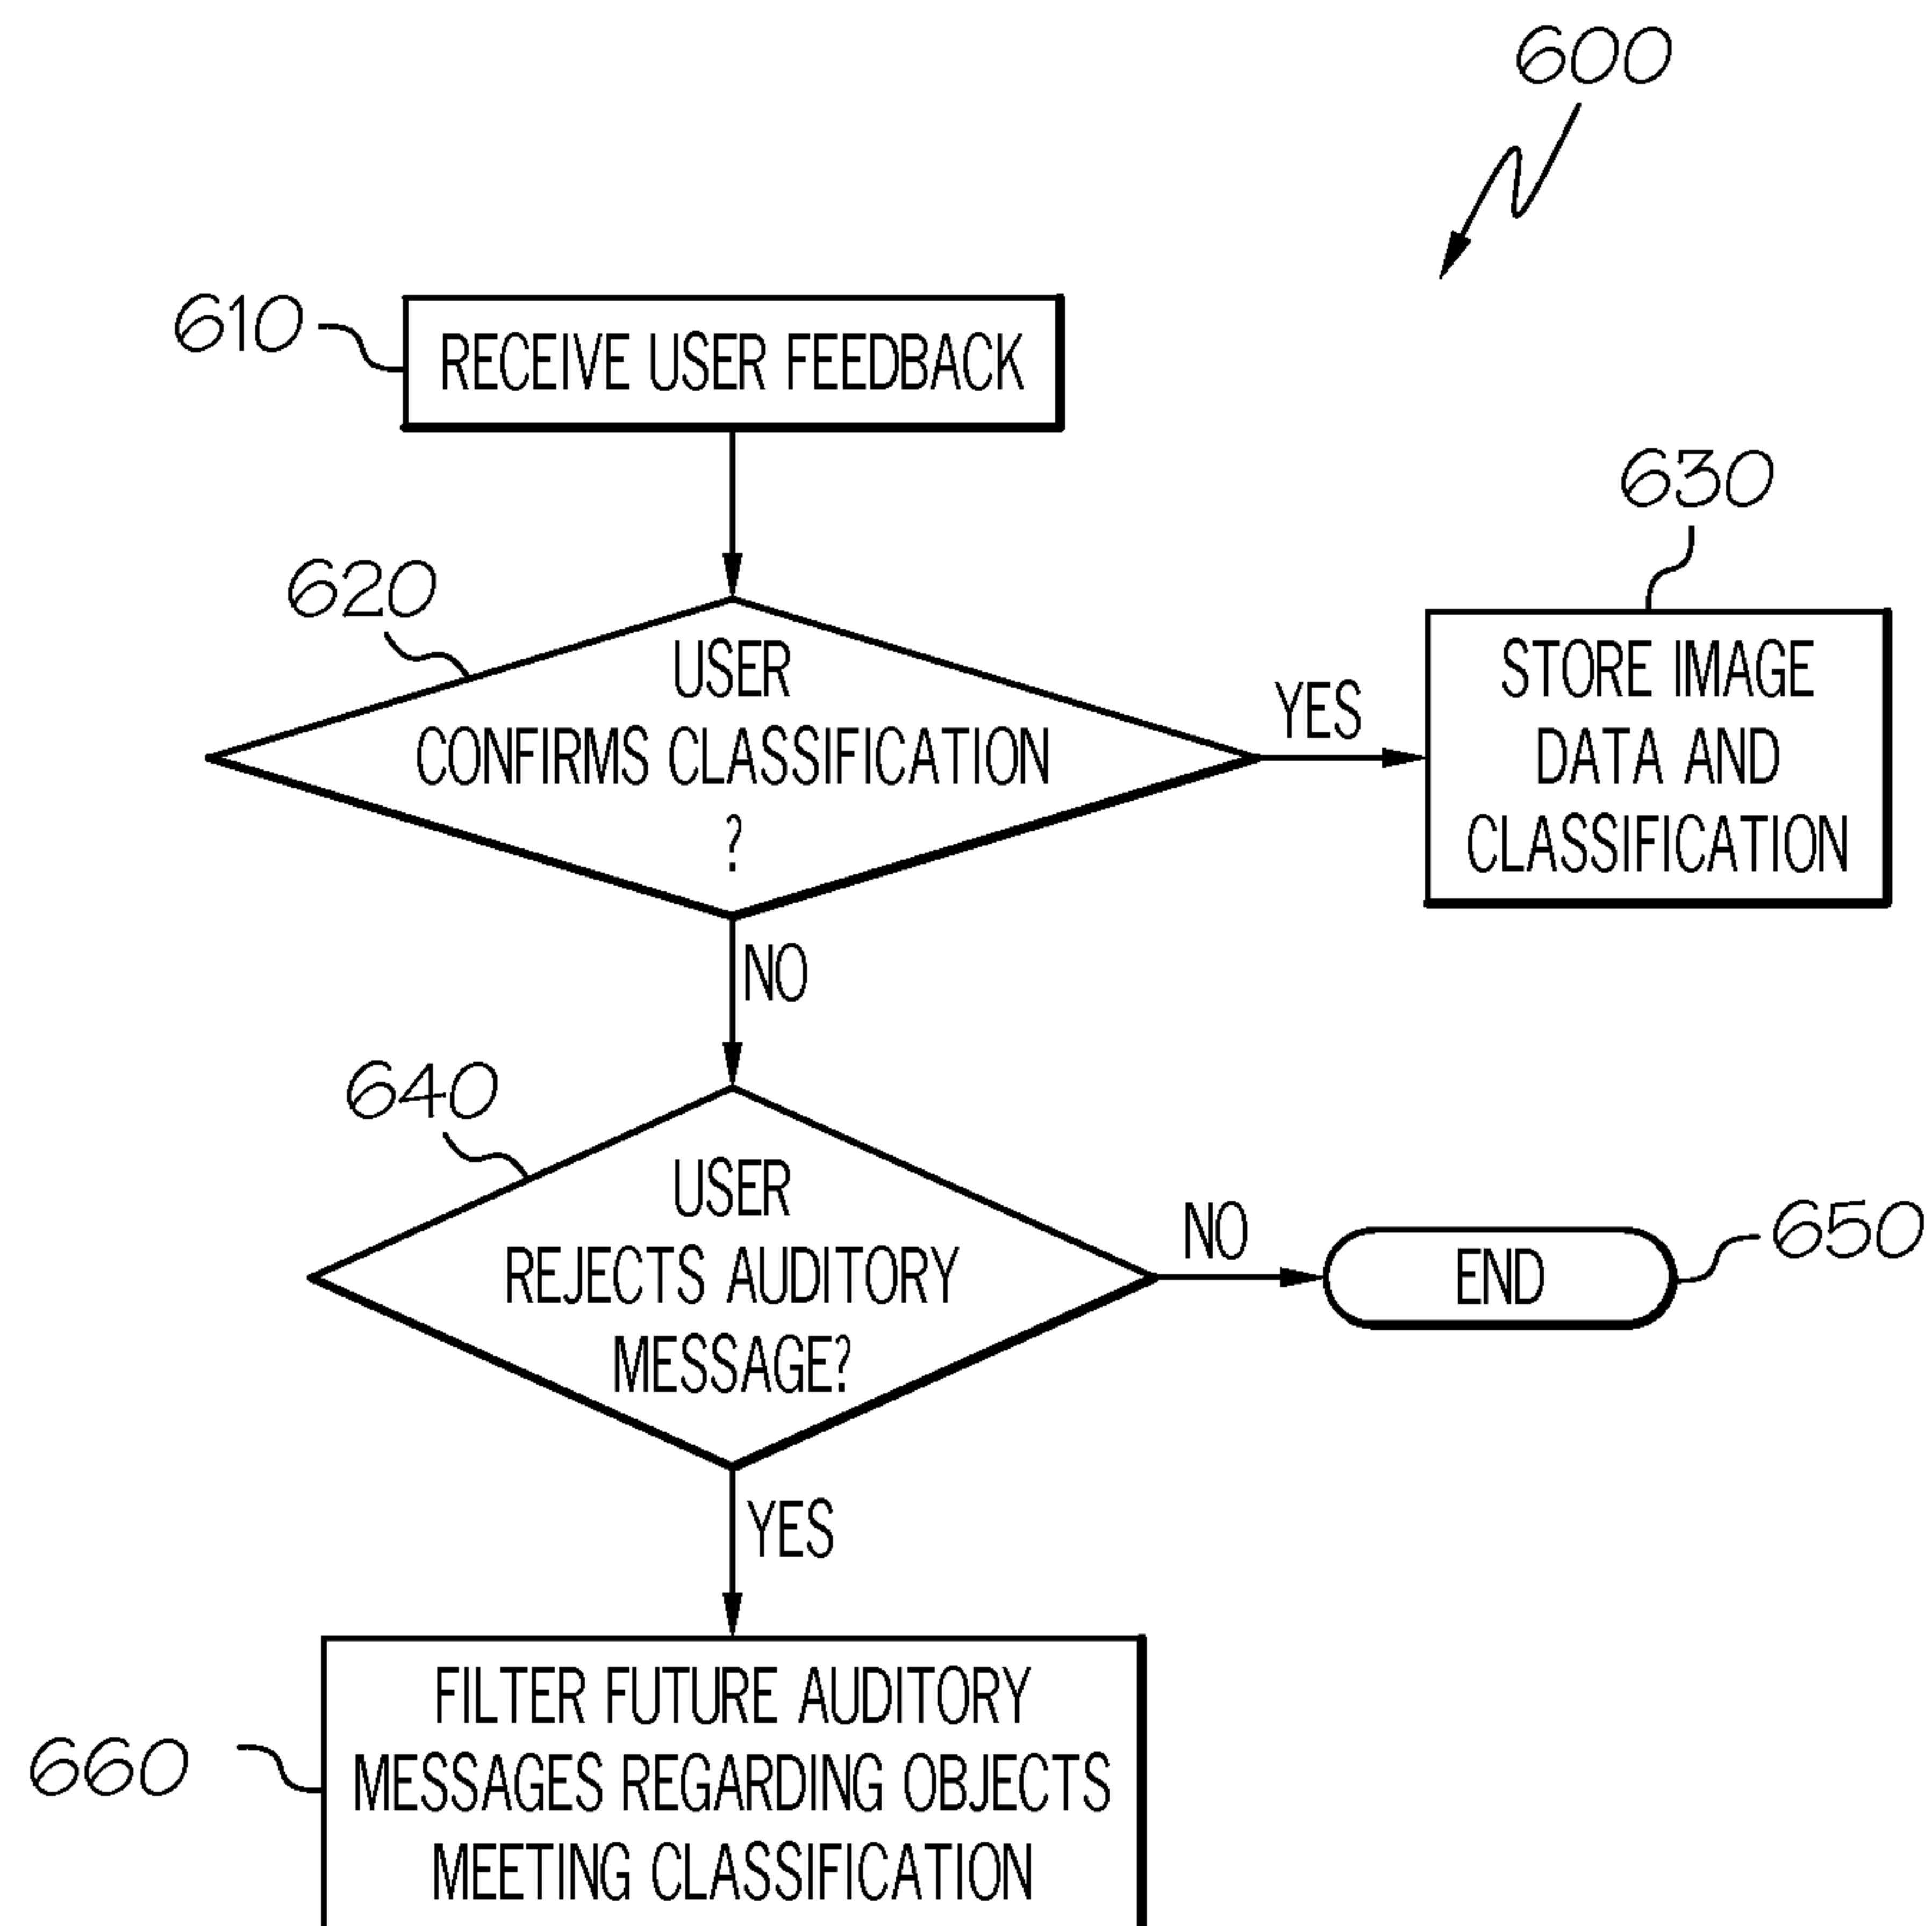 600
610
RECEIVE USER FEEDBACK
620
USER
CONFIRMS CLASSIFICATION
?
YES
630
STORE IMAGE
DATA AND
CLASSIFICATION
NO
640
USER
REJECTS AUDITORY
MESSAGE?
NO
END
650
YES
660
FILTER FUTURE AUDITORY
MESSAGES REGARDING OBJECTS
MEETING CLASSIFICATION